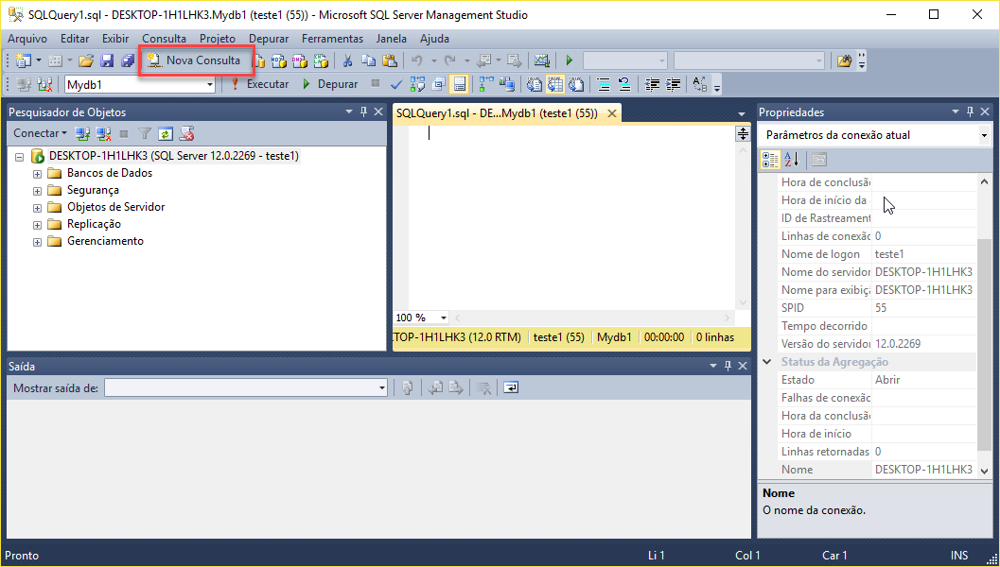 SQLQuery1.sql - DESKTOP-1H1LHK3.Mydb1 (teste1 (55)) - Microsoft SQL Server Management Studio
Arquivo Editar Exibir Consulta Projeto Depurar Ferramentas Janela Ajuda
Nova Consulta
Mydb1 Executar Depurar
Pesquisador de Objetos
Conectar
DESKTOP-1H1LHK3 (SQL Server 12.0.2269 - teste1)
Bancos de Dados
Segurança
Objetos de Servidor
Replicação
Gerenciamento
SQLQuery1.sql - DE...Mydb1 (teste1 (55))
100 %
TOP-1H1LHK3 (12.0 RTM) teste1 (55) Mydb1 00:00:00 0 linhas
Saída
Mostrar saída de:
Propriedades
Parâmetros da conexão atual
Hora de conclusã
Hora de início da
ID de Rastreament
Linhas de conexão 0
Nome de logon teste1
Nome do servidor DESKTOP-1H1LHK3
Nome para exibiç DESKTOP-1H1LHK3
SPID 55
Tempo decorrido
Versão do servidor 12.0.2269
Status da Agregação
Estado Abrir
Falhas de conexão
Hora da conclusã
Hora de início
Linhas retornadas 0
Nome DESKTOP-1H1LHK3
Nome
O nome da conexão.
Pronto Li 1 Col 1 Car 1 INS